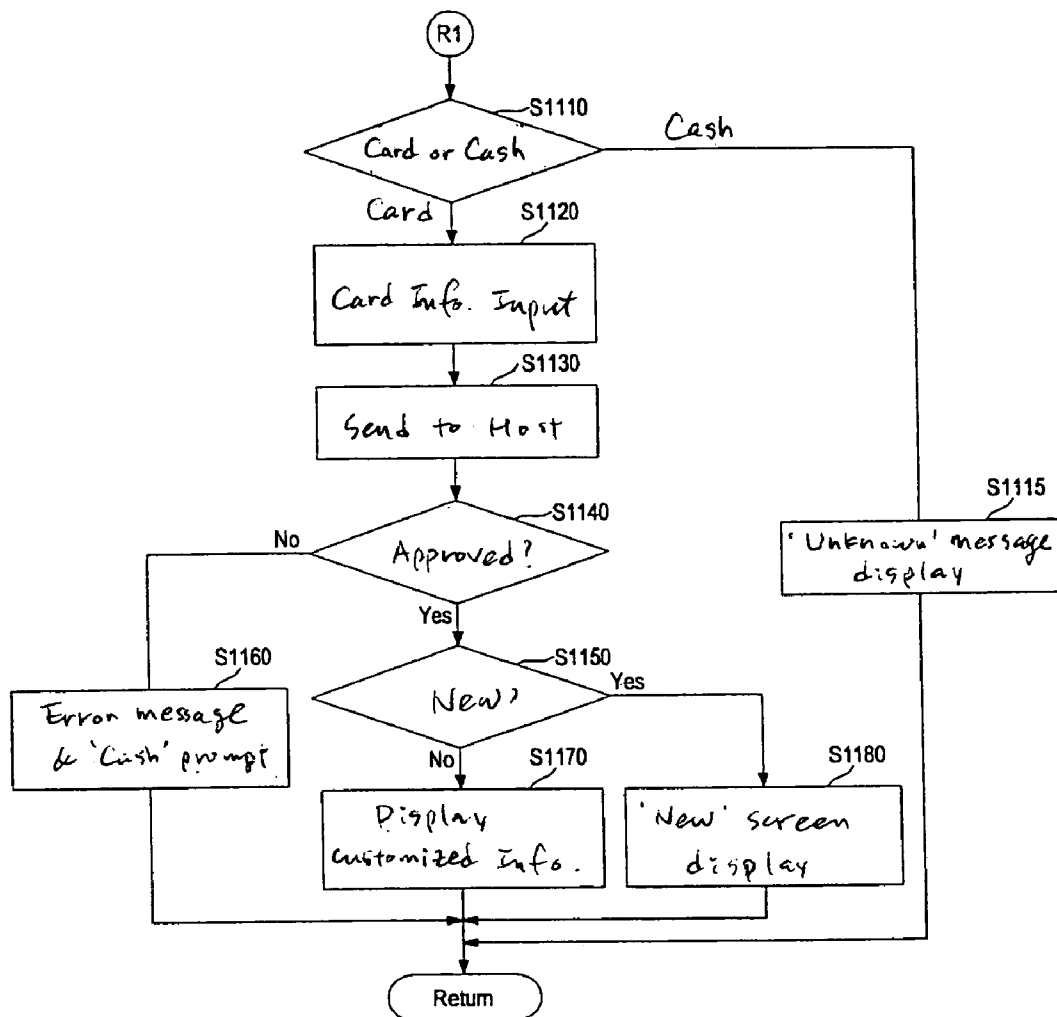 R1
S1110
Card or Cash
Cash
Card
S1120
Card Info. Input
S1130
Send to Host
S1140
Approved?
No
Yes
S1115
'Unknown' message
display
S1150
New?
Yes
No
S1160
Error message
& 'Cash' prompt
S1170
Display
customized Info.
S1180
'New' screen
display
Return